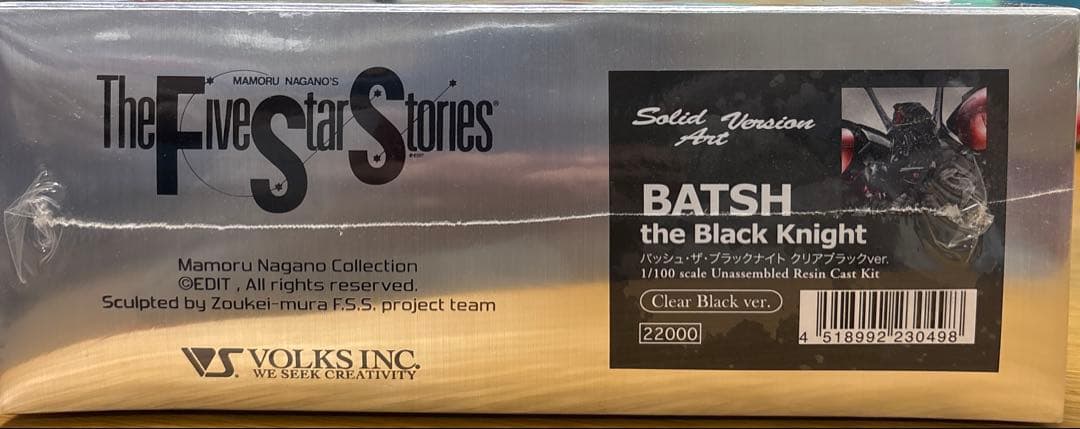 MAMORU NAGANO'S
The Five Star Stories®
©EDIT
Mamoru Nagano Collection
©EDIT , All rights reserved.
Sculpted by Zoukei-mura F.S.S. project team
VS. VOLKS INC.
WE SEEK CREATIVITY
Solid Version
Art
BATSH
the Black Knight
バッシュ・ザ・ブラックナイト クリアブラックver.
1/100 scale Unassembled Resin Cast Kit
Clear Black ver.
22000
4 518992 230498